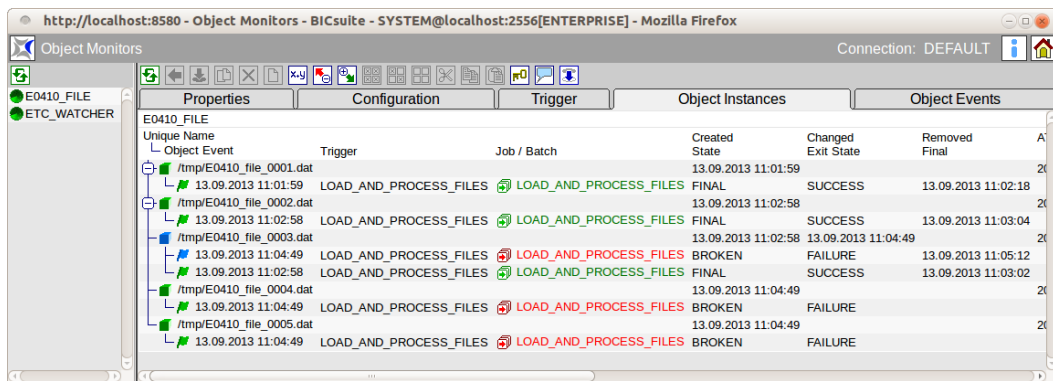 http://localhost:8580 - Object Monitors - BICsuite - SYSTEM@localhost:2556[ENTERPRISE] - Mozilla Firefox
Object Monitors Connection: DEFAULT
E0410_FILE
ETC_WATCHER
x,y
Properties Configuration Trigger Object Instances Object Events
E0410_FILE
Unique Name Created Changed Removed
Object Event Trigger Job / Batch State Exit State Final
/tmp/E0410_file_0001.dat 13.09.2013 11:01:59
13.09.2013 11:01:59 LOAD_AND_PROCESS_FILES LOAD_AND_PROCESS_FILES FINAL SUCCESS 13.09.2013 11:02:18
/tmp/E0410_file_0002.dat 13.09.2013 11:02:58
13.09.2013 11:02:58 LOAD_AND_PROCESS_FILES LOAD_AND_PROCESS_FILES FINAL SUCCESS 13.09.2013 11:03:04
/tmp/E0410_file_0003.dat 13.09.2013 11:02:58 13.09.2013 11:04:49
13.09.2013 11:04:49 LOAD_AND_PROCESS_FILES LOAD_AND_PROCESS_FILES BROKEN FAILURE 13.09.2013 11:05:12
13.09.2013 11:02:58 LOAD_AND_PROCESS_FILES LOAD_AND_PROCESS_FILES FINAL SUCCESS 13.09.2013 11:03:02
/tmp/E0410_file_0004.dat 13.09.2013 11:04:49
13.09.2013 11:04:49 LOAD_AND_PROCESS_FILES LOAD_AND_PROCESS_FILES BROKEN FAILURE
/tmp/E0410_file_0005.dat 13.09.2013 11:04:49
13.09.2013 11:04:49 LOAD_AND_PROCESS_FILES LOAD_AND_PROCESS_FILES BROKEN FAILURE